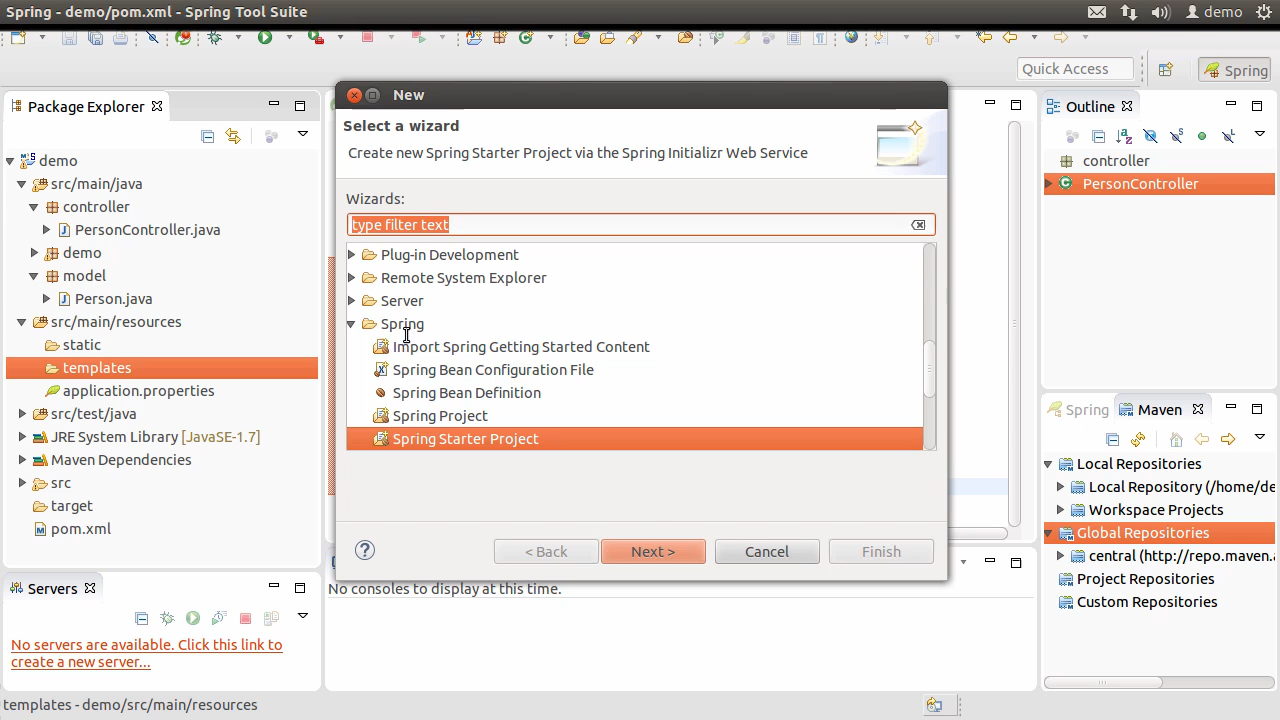 Spring - demo/pom.xml - Spring Tool Suite
demo
Quick Access
Spring
Package Explorer
demo
src/main/java
controller
PersonController.java
demo
model
Person.java
src/main/resources
static
templates
application.properties
src/test/java
JRE System Library [JavaSE-1.7]
Maven Dependencies
src
target
pom.xml
Servers
No servers are available. Click this link to
create a new server...
New
Select a wizard
Create new Spring Starter Project via the Spring Initializr Web Service
Wizards:
type filter text
Plug-in Development
Remote System Explorer
Server
Spring
Import Spring Getting Started Content
Spring Bean Configuration File
Spring Bean Definition
Spring Project
Spring Starter Project
< Back
Next >
Cancel
Finish
No consoles to display at this time.
Outline
controller
PersonController
Spring
Maven
Local Repositories
Local Repository (/home/de
Workspace Projects
Global Repositories
central (http://repo.maven.
Project Repositories
Custom Repositories
templates - demo/src/main/resources